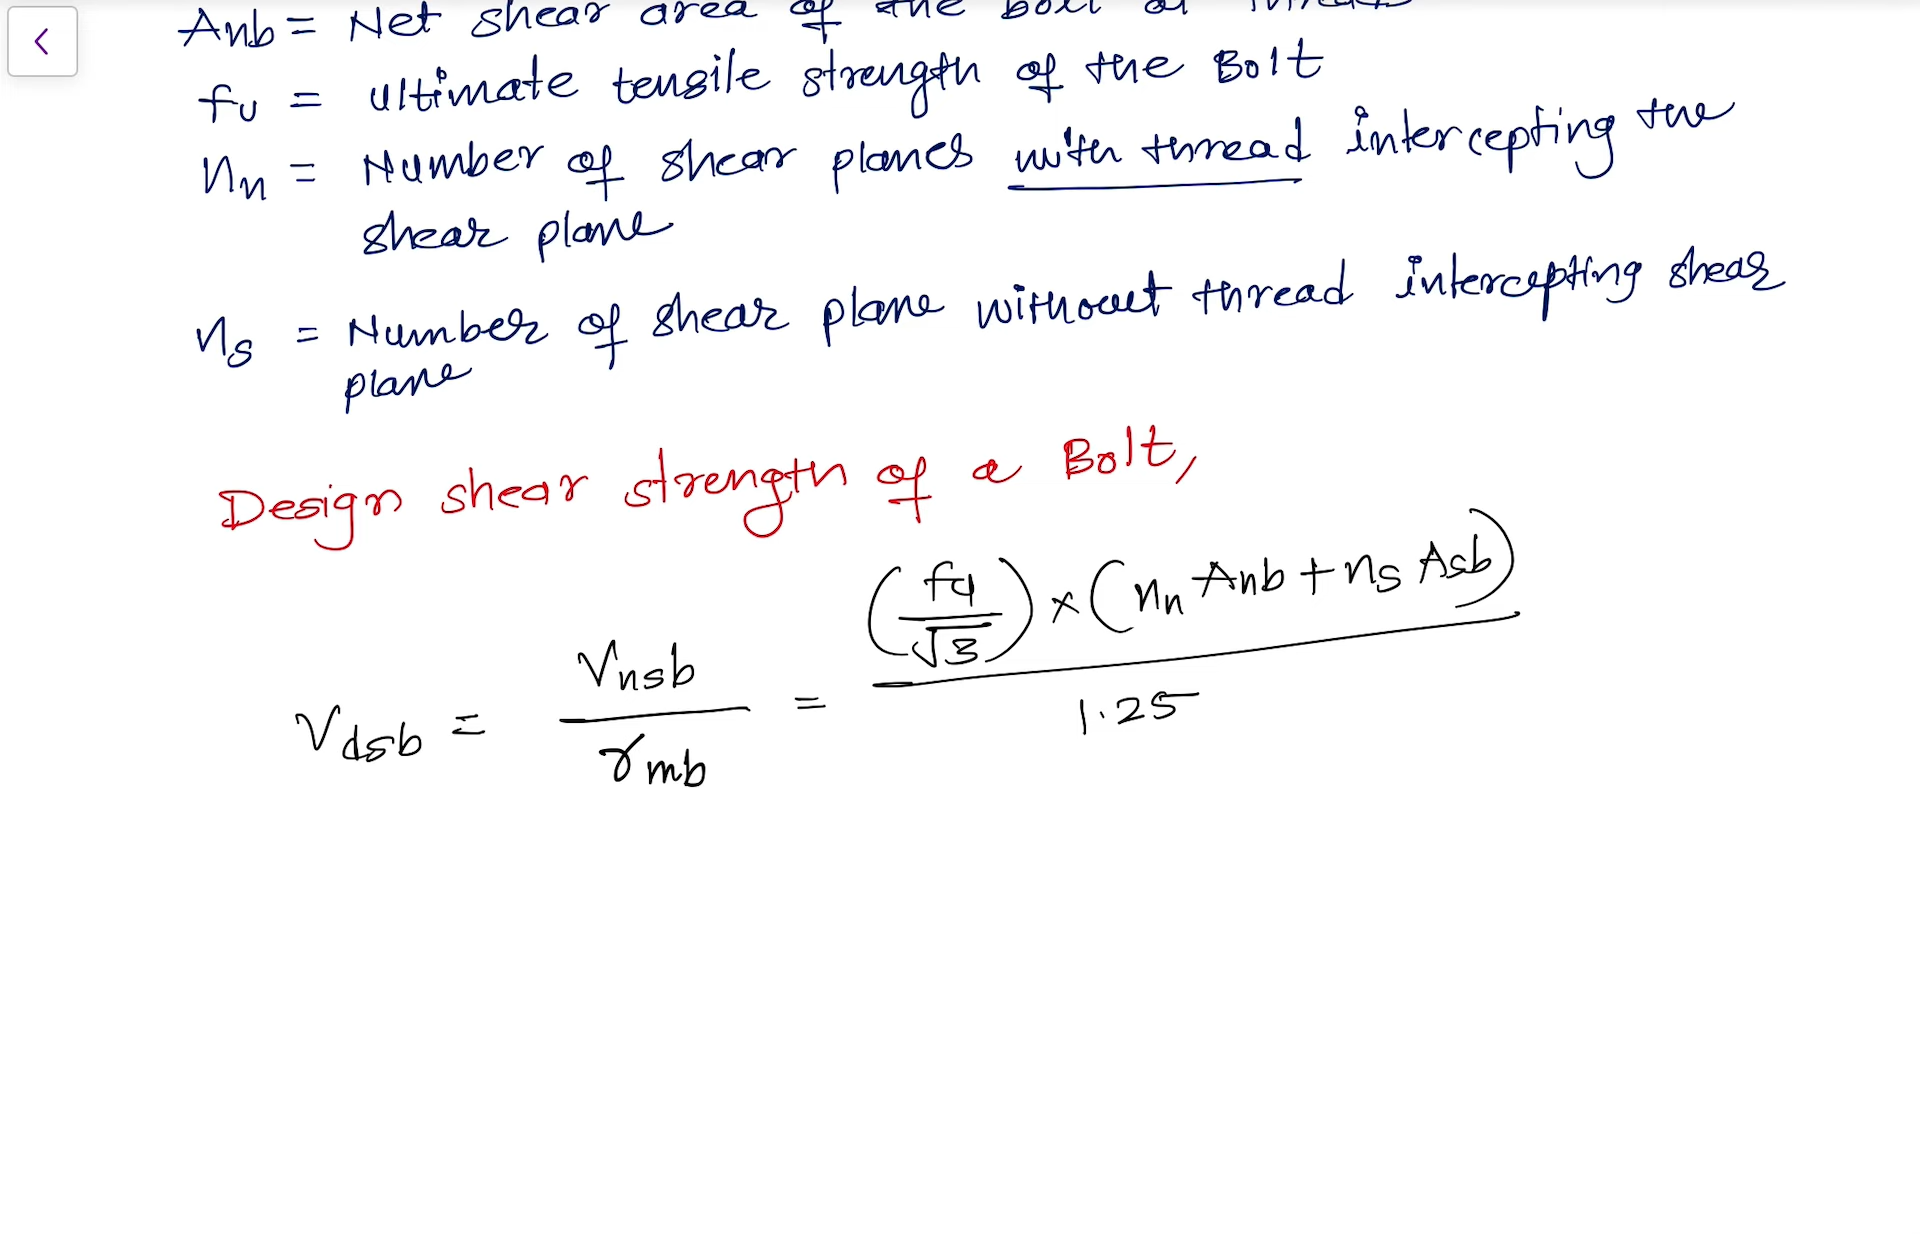 Anb = Net shear area of the bolt at
fu = ultimate tensile strength of the Bolt
nn = Number of shear planes with thread intercepting the
shear plane
ns = Number of shear plane without thread intercepting shear
plane
Design shear strength of a Bolt,
Vdsb = Vnsb / γmb = (fu / √3) × (nn Anb + ns Asb) / 1.25